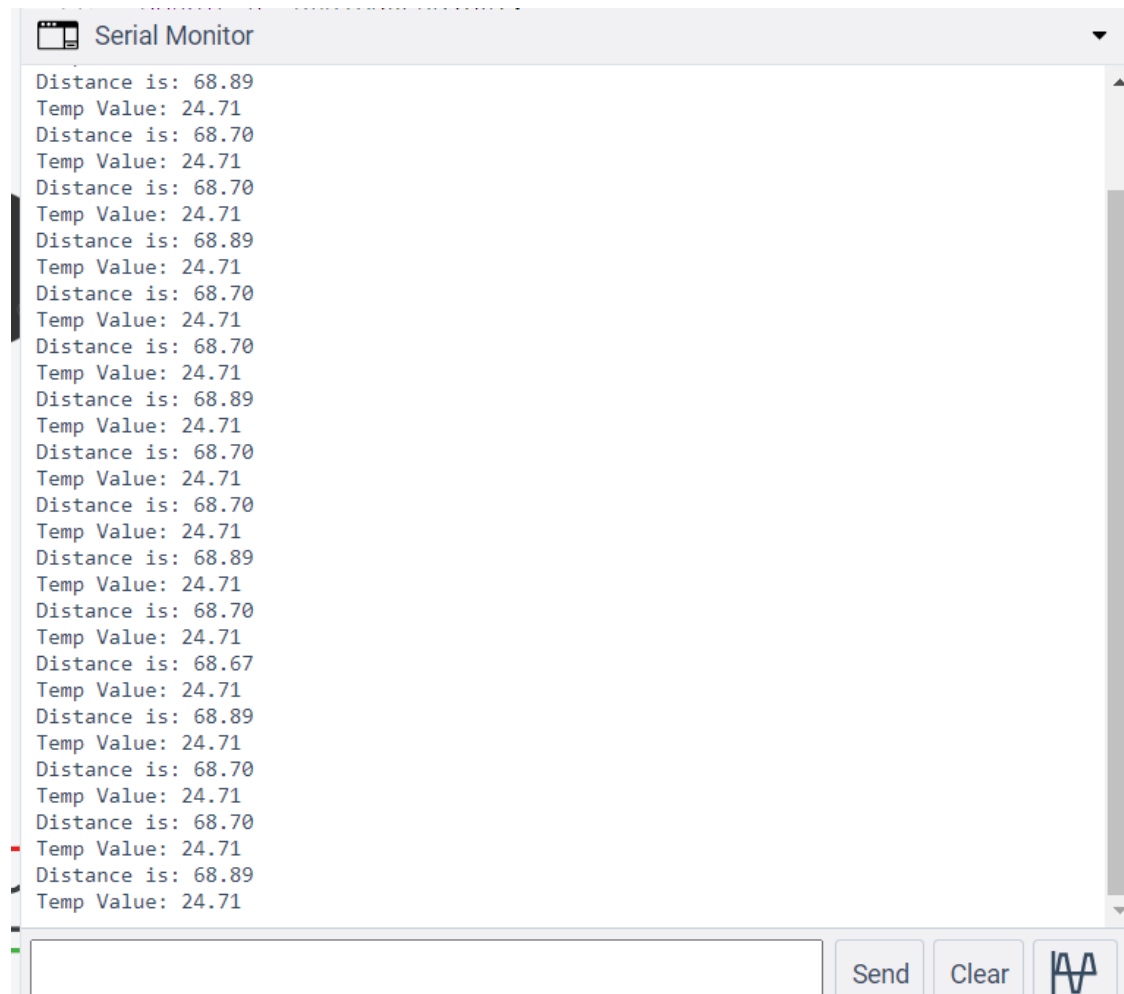 Serial Monitor
Distance is: 68.89
Temp Value: 24.71
Distance is: 68.70
Temp Value: 24.71
Distance is: 68.70
Temp Value: 24.71
Distance is: 68.89
Temp Value: 24.71
Distance is: 68.70
Temp Value: 24.71
Distance is: 68.70
Temp Value: 24.71
Distance is: 68.89
Temp Value: 24.71
Distance is: 68.70
Temp Value: 24.71
Distance is: 68.70
Temp Value: 24.71
Distance is: 68.89
Temp Value: 24.71
Distance is: 68.70
Temp Value: 24.71
Distance is: 68.67
Temp Value: 24.71
Distance is: 68.89
Temp Value: 24.71
Distance is: 68.70
Temp Value: 24.71
Distance is: 68.70
Temp Value: 24.71
Distance is: 68.89
Temp Value: 24.71
Send Clear